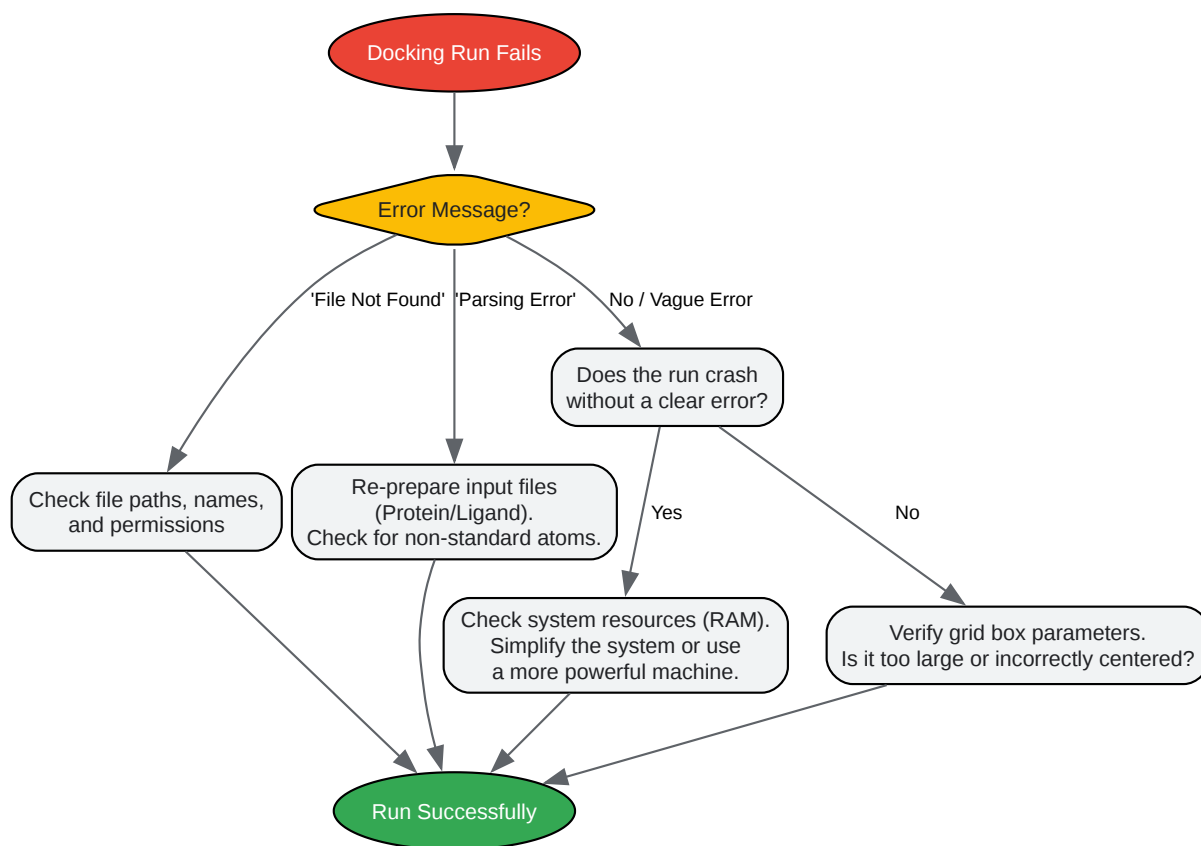 Docking Run Fails
Error Message?
'File Not Found'
'Parsing Error'
No / Vague Error
Does the run crash
without a clear error?
Check file paths, names,
and permissions
Re-prepare input files
(Protein/Ligand).
Check for non-standard atoms.
Yes
No
Check system resources (RAM).
Simplify the system or use
a more powerful machine.
Verify grid box parameters.
Is it too large or incorrectly centered?
Run Successfully